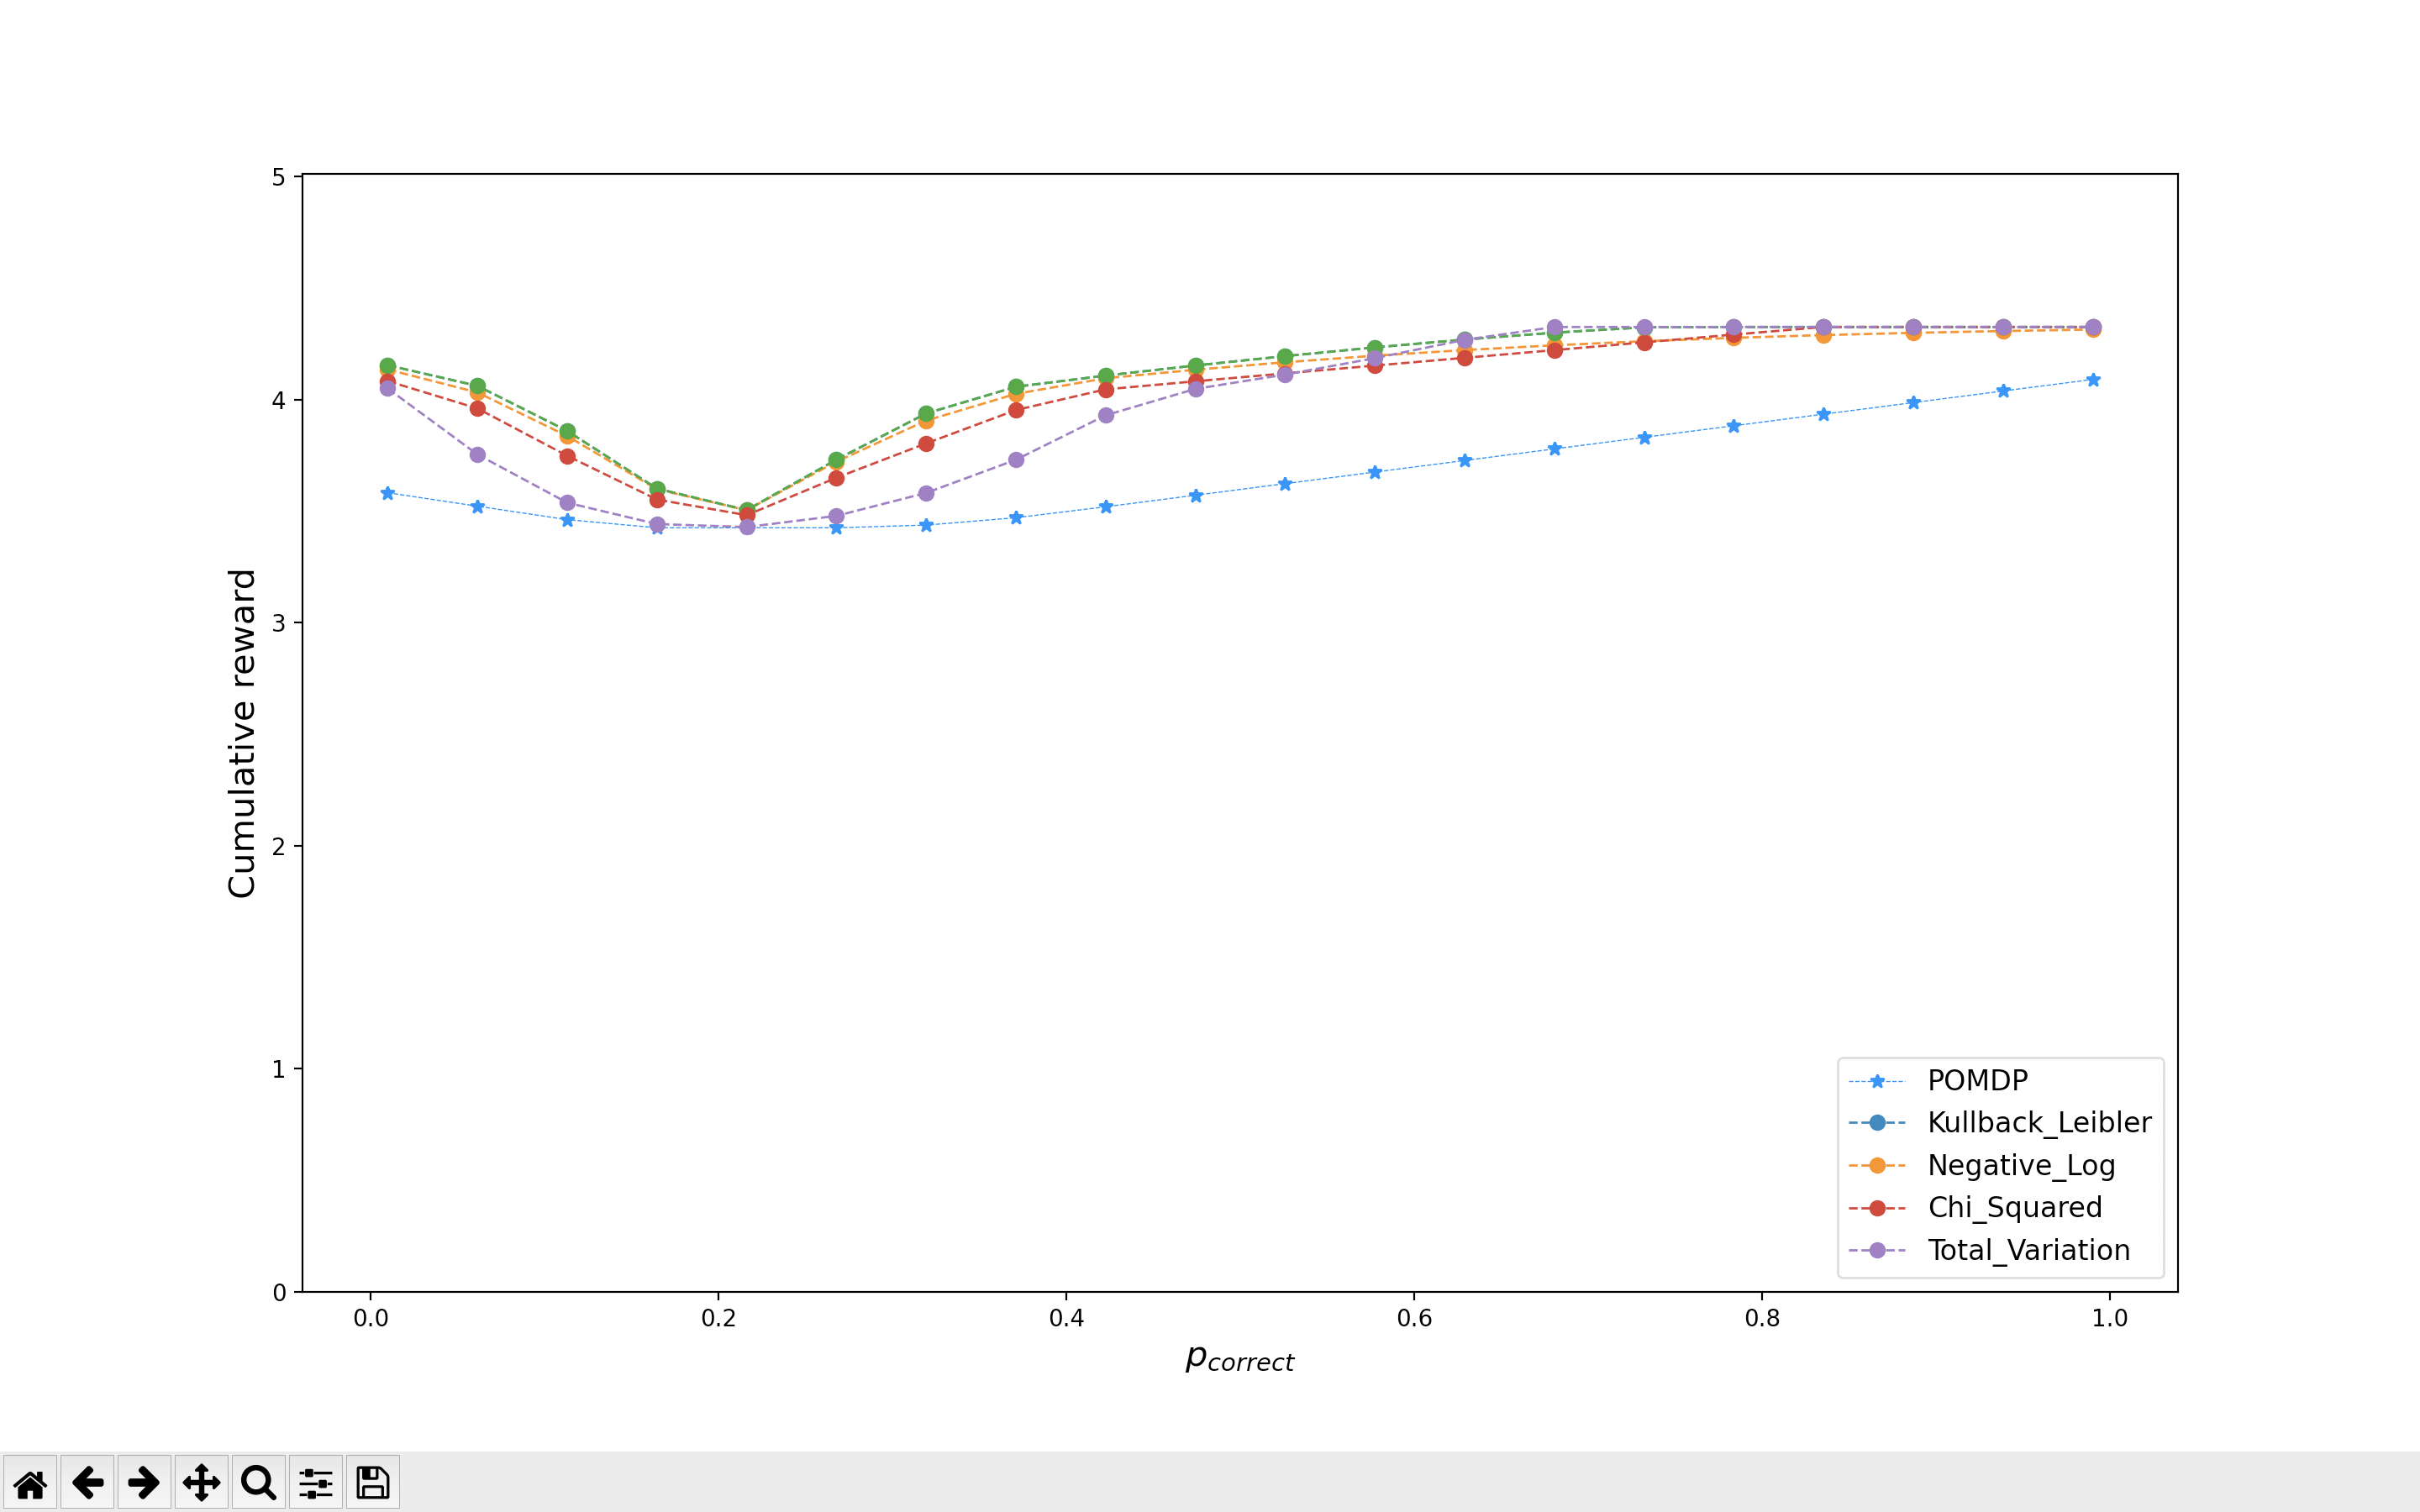 5
4
3
2
1
0
Cumulative reward
0.0 0.2 0.4 0.6 0.8 1.0
p_correct
POMDP
Kullback_Leibler
Negative_Log
Chi_Squared
Total_Variation